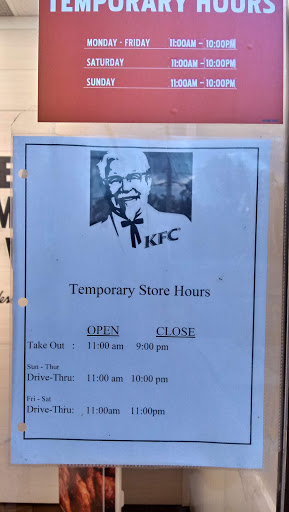 TEMPORARY HOURS
MONDAY - FRIDAY 11:00AM - 10:00PM
SATURDAY 11:00AM - 10:00PM
SUNDAY 11:00AM - 10:00PM
KFC
Temporary Store Hours
OPEN CLOSE
Take Out : 11:00 am 9:00 pm
Sun - Thur
Drive-Thru: 11:00 am 10:00 pm
Fri - Sat
Drive-Thru: 11:00am 11:00pm